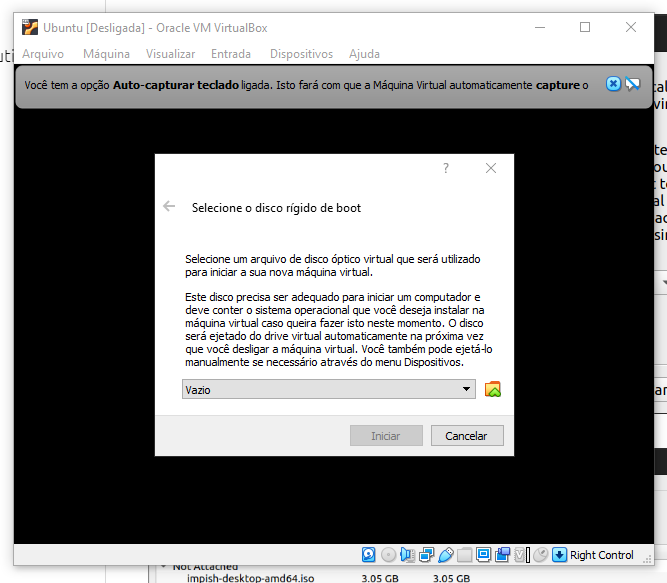 Ubuntu [Desligada] - Oracle VM VirtualBox
Arquivo Máquina Visualizar Entrada Dispositivos Ajuda
Você tem a opção Auto-capturar teclado ligada. Isto fará com que a Máquina Virtual automaticamente capture o
?
Selecione o disco rígido de boot
Selecione um arquivo de disco óptico virtual que será utilizado
para iniciar a sua nova máquina virtual.
Este disco precisa ser adequado para iniciar um computador e
deve conter o sistema operacional que você deseja instalar na
máquina virtual caso queira fazer isto neste momento. O disco
será ejetado do drive virtual automaticamente na próxima vez
que você desligar a máquina virtual. Você também pode ejetá-lo
manualmente se necessário através do menu Dispositivos.
Vazio
Iniciar Cancelar
Right Control
Not Attached
impish-desktop-amd64.iso 3.05 GB 3.05 GB